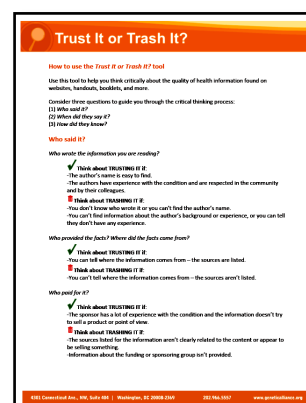 Trust It or Trash It?
How to use the Trust It or Trash It? tool
Use this tool to help you think critically about the quality of health information found on
websites, handouts, booklets, and more.
Consider three questions to guide you through the critical thinking process:
(1) Who said it?
(2) When did they say it?
(3) How did they know?
Who said it?
Who wrote the information you are reading?
Think about TRUSTING IT if:
-The author's name is easy to find.
-The authors have experience with the condition and are respected in the community
and by their colleagues.
Think about TRASHING IT if:
-You don't know who wrote it or you can't find the author's name.
-You can't find information about the author's background or experience, or you can tell
they don't have any experience.
Who provided the facts? Where did the facts come from?
Think about TRUSTING IT if:
-You can tell where the information comes from – the sources are listed.
Think about TRASHING IT if:
-You can't tell where the information comes from – the sources aren't listed.
Who paid for it?
Think about TRUSTING IT if:
-The sponsor has a lot of experience with the condition and the information doesn't try
to sell a product or point of view.
Think about TRASHING IT if:
-The sources listed for the information aren't clearly related to the content or appear to
be selling something.
-Information about the funding or sponsoring group isn't provided.
4301 Connecticut Ave., NW, Suite 404 | Washington, DC 20008-2369 202.966.5557 www.geneticalliance.org